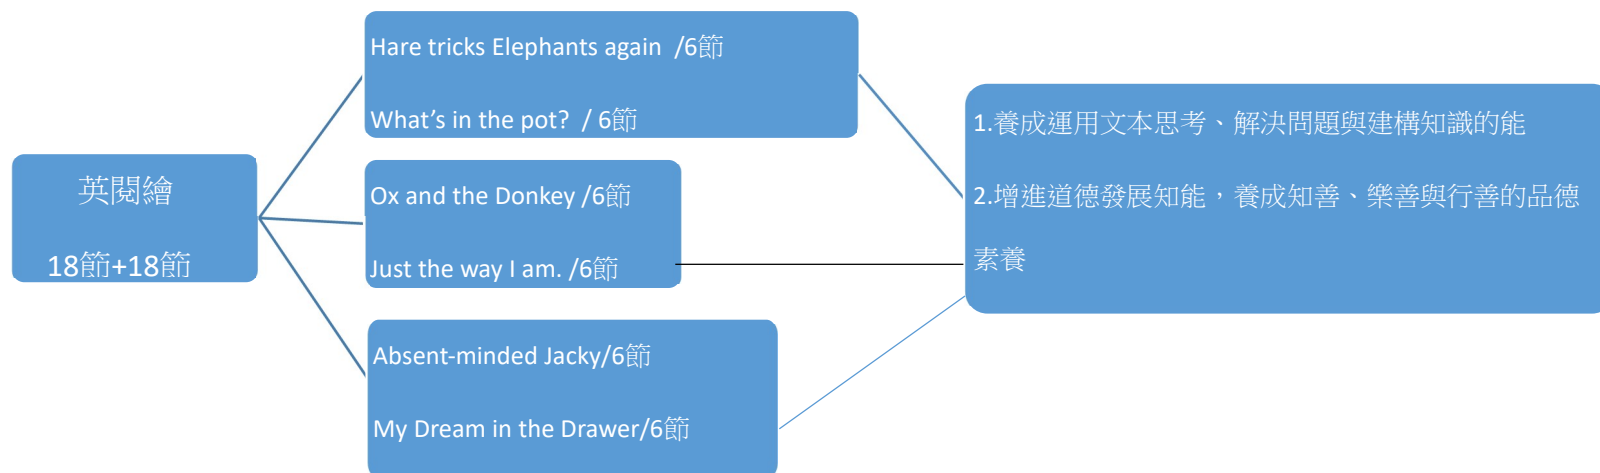 英閱繪
18節+18節
Hare tricks Elephants again /6節
What's in the pot? / 6節
Ox and the Donkey /6節
Just the way I am. /6節
Absent-minded Jacky/6節
My Dream in the Drawer/6節
1.養成運用文本思考、解決問題與建構知識的能
2.增進道德發展知能，養成知善、樂善與行善的品德
素養